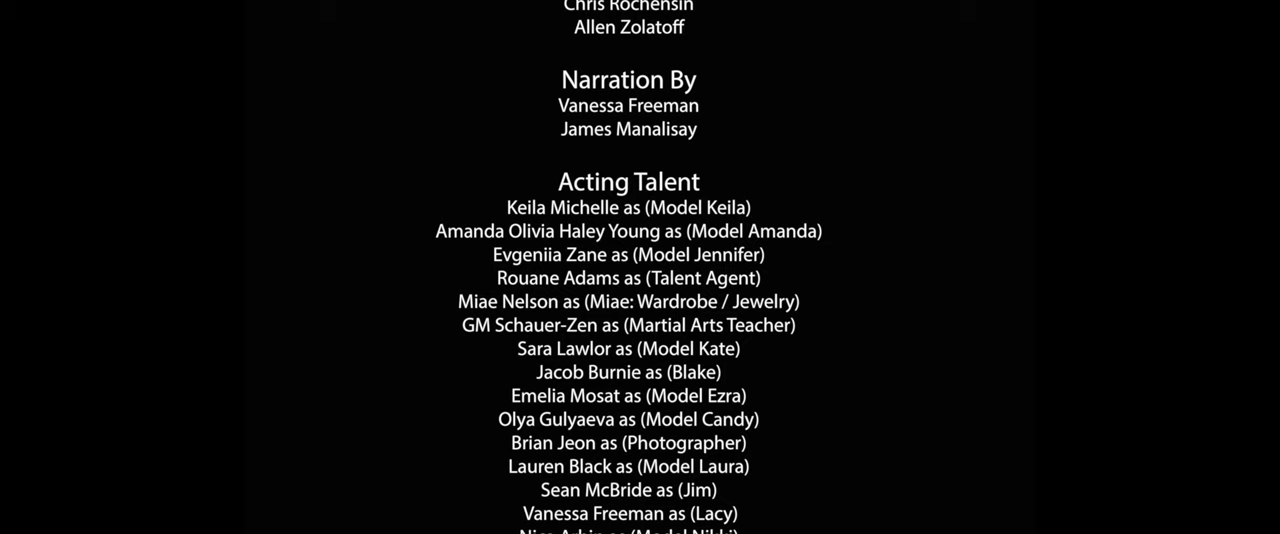 Chris Rochensin
Allen Zolatoff
Narration By
Vanessa Freeman
James Manalisay
Acting Talent
Keila Michelle as (Model Keila)
Amanda Olivia Haley Young as (Model Amanda)
Evgeniia Zane as (Model Jennifer)
Rouane Adams as (Talent Agent)
Miae Nelson as (Miae: Wardrobe / Jewelry)
GM Schauer-Zen as (Martial Arts Teacher)
Sara Lawlor as (Model Kate)
Jacob Burnie as (Blake)
Emelia Mosat as (Model Ezra)
Olya Gulyaeva as (Model Candy)
Brian Jeon as (Photographer)
Lauren Black as (Model Laura)
Sean McBride as (Jim)
Vanessa Freeman as (Lacy)